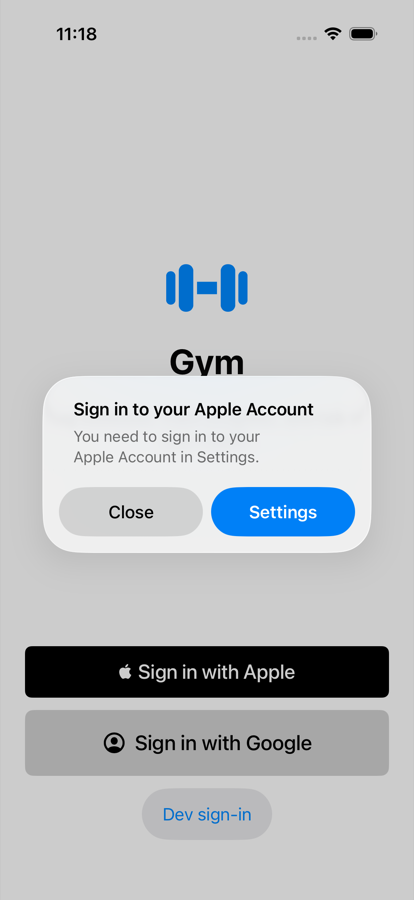 11:18
Gym
Sign in to your Apple Account
You need to sign in to your
Apple Account in Settings.
Close
Settings
Sign in with Apple
Sign in with Google
Dev sign-in